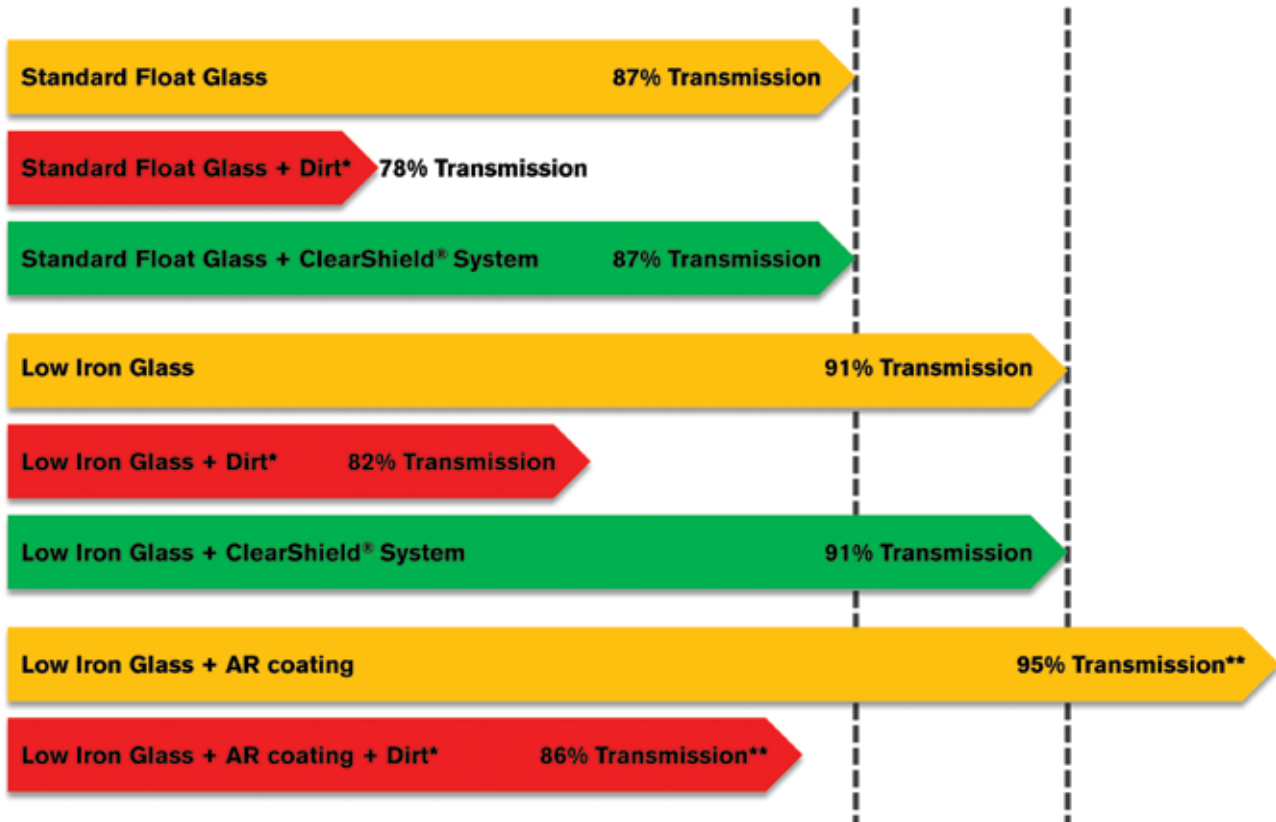 Standard Float Glass 87% Transmission
Standard Float Glass + Dirt* 78% Transmission
Standard Float Glass + ClearShield® System 87% Transmission
Low Iron Glass 91% Transmission
Low Iron Glass + Dirt* 82% Transmission
Low Iron Glass + ClearShield® System 91% Transmission
Low Iron Glass + AR coating 95% Transmission**
Low Iron Glass + AR coating + Dirt* 86% Transmission**